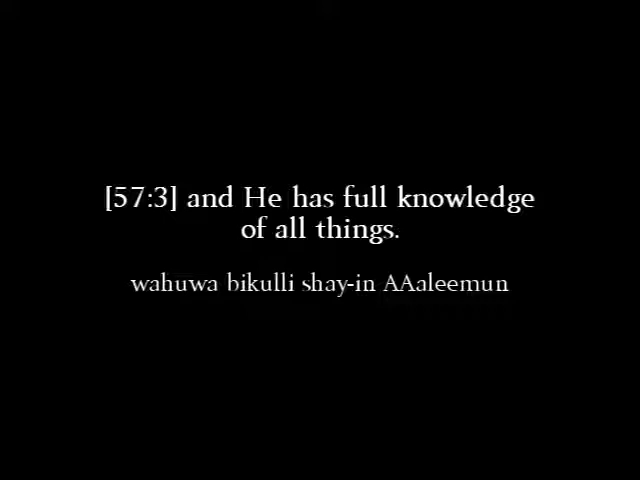 [57:3] and He has full knowledge
of all things.
wahuwa bikulli shay-in AAaleemun